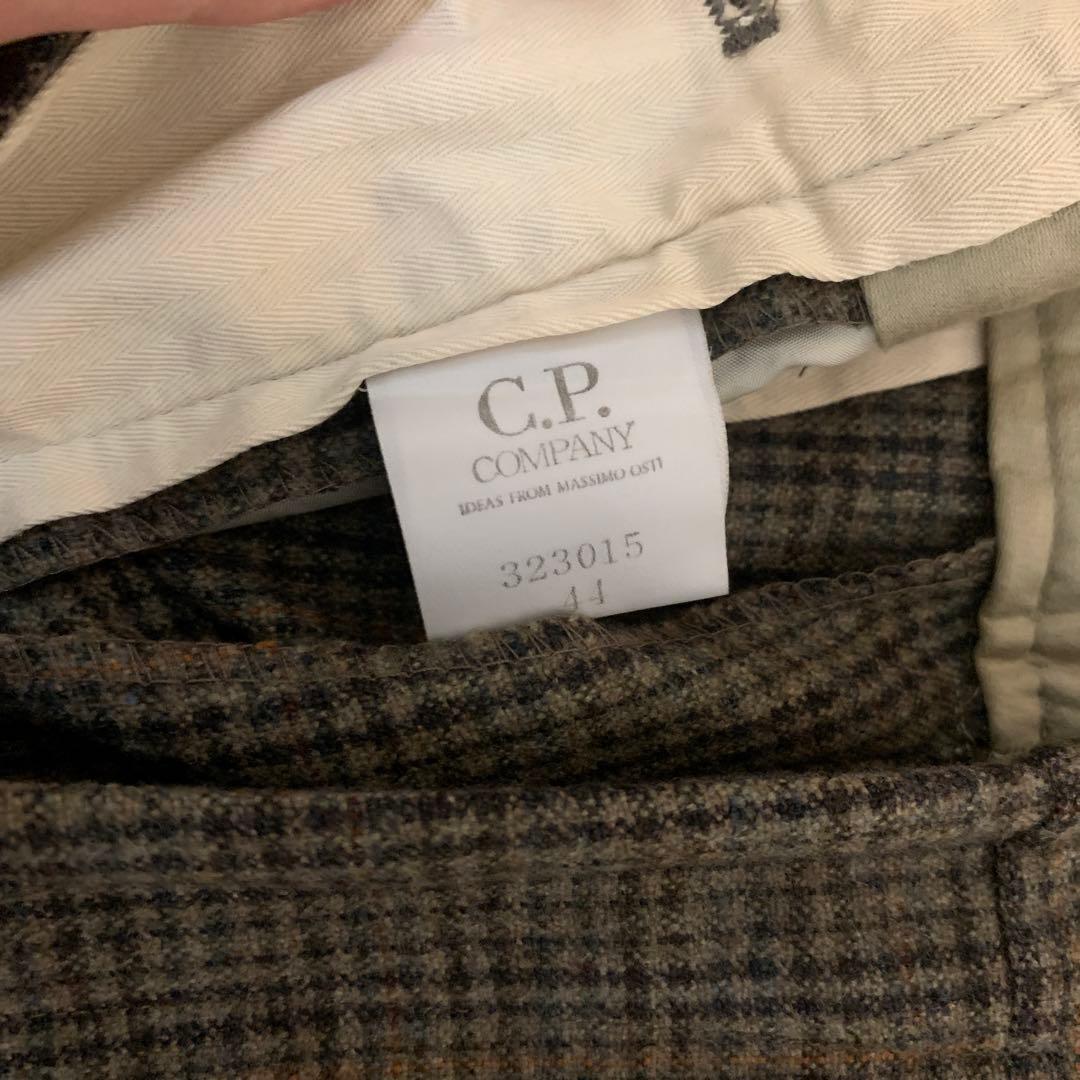 C.P.
COMPANY
IDEAS FROM MASSIMO OSTI
323015
44